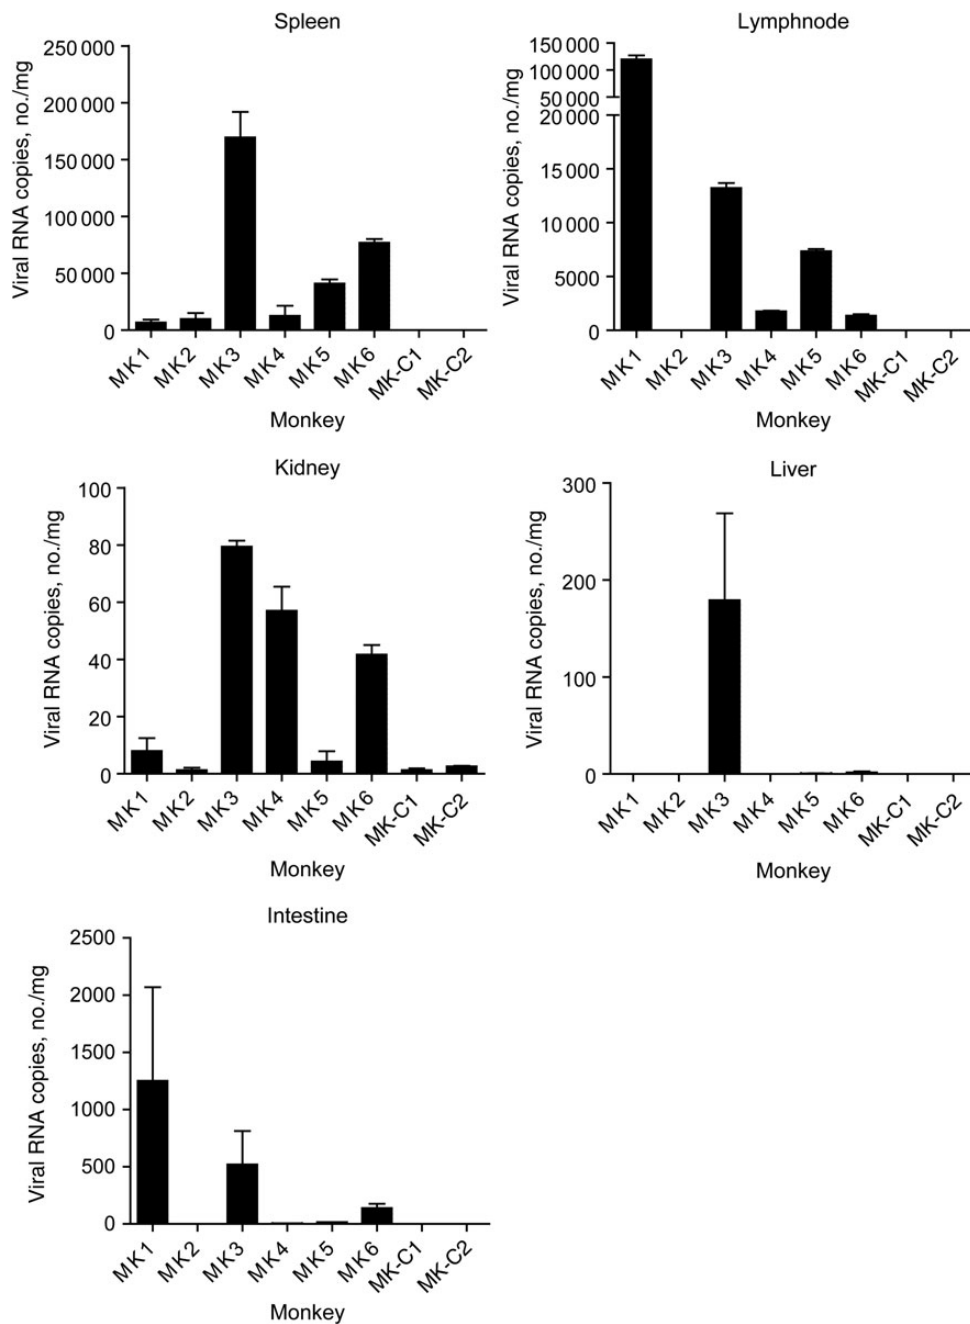 Spleen
Viral RNA copies, no./mg
250 000
200 000
150 000
100 000
50 000
0
MK1
MK2
MK3
MK4
MK5
MK6
MK-C1
MK-C2
Monkey
Lymphnode
Viral RNA copies, no./mg
150 000
100 000
50 000
20 000
15 000
10 000
5000
0
MK1
MK2
MK3
MK4
MK5
MK6
MK-C1
MK-C2
Monkey
Kidney
Viral RNA copies, no./mg
100
80
60
40
20
0
MK1
MK2
MK3
MK4
MK5
MK6
MK-C1
MK-C2
Monkey
Liver
Viral RNA copies, no./mg
300
200
100
0
MK1
MK2
MK3
MK4
MK5
MK6
MK-C1
MK-C2
Monkey
Intestine
Viral RNA copies, no./mg
2500
2000
1500
1000
500
0
MK1
MK2
MK3
MK4
MK5
MK6
MK-C1
MK-C2
Monkey